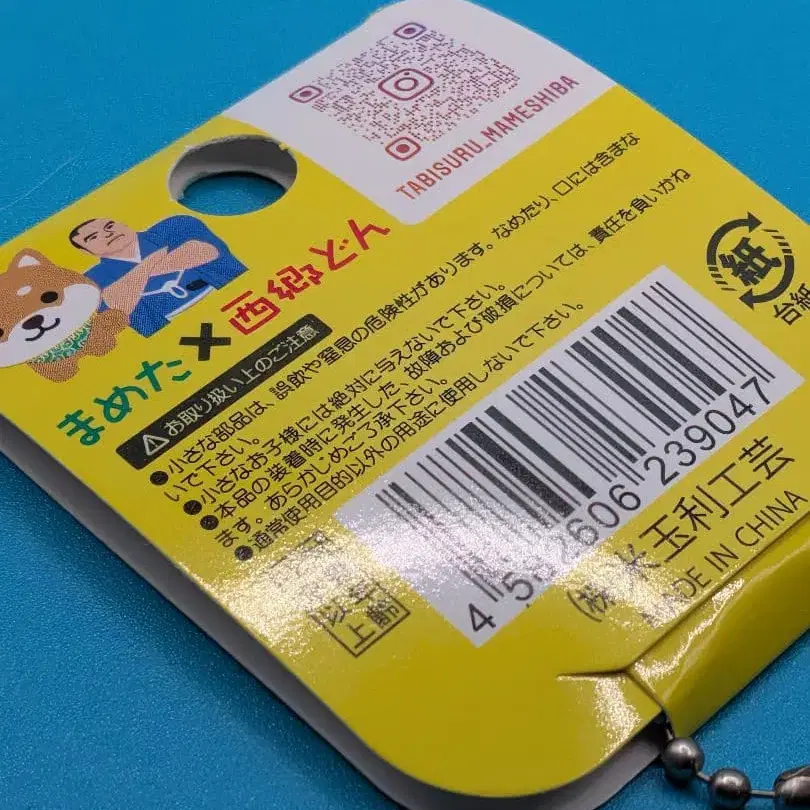 TABISURU_MAMESHIBA
まめた×西郷どん
お取り扱い上のご注意
●小さな部品は、誤飲や窒息の危険性があります。なめたり、口には含まな
いで下さい。
●小さなお子様には絶対に与えないで下さい。
●本品の装着時に発生した、故障および破損については、責任を負いかね
ます。あらかじめご了承下さい。
●通常使用目的以外の用途に使用しないで下さい。
紙
台紙
606 239047
以上
齢
㈱米玉利工芸
MADE IN CHINA